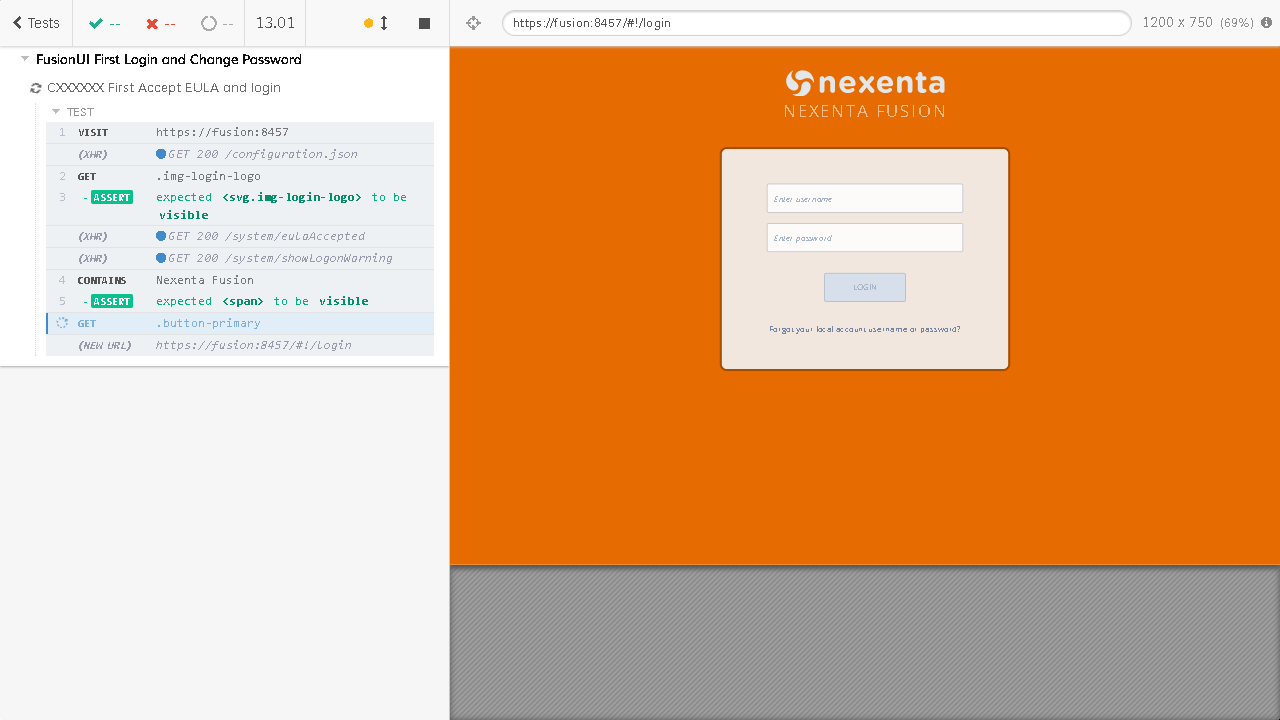 Tests -- -- -- 13.01
https://fusion:8457/#!/login 1200 x 750 (69%)
FusionUI First Login and Change Password
CXXXXXX First Accept EULA and login
TEST
1 VISIT https://fusion:8457
(XHR) GET 200 /configuration.json
2 GET .img-login-logo
3 -ASSERT expected <svg.img-login-logo> to be
visible
(XHR) GET 200 /system/eulaAccepted
(XHR) GET 200 /system/showLogonWarning
4 CONTAINS Nexenta Fusion
5 -ASSERT expected <span> to be visible
GET .button-primary
(NEW URL) https://fusion:8457/#!/login
nexenta
NEXENTA FUSION
Enter username
Enter password
LOGIN
Forgot your local account username or password?